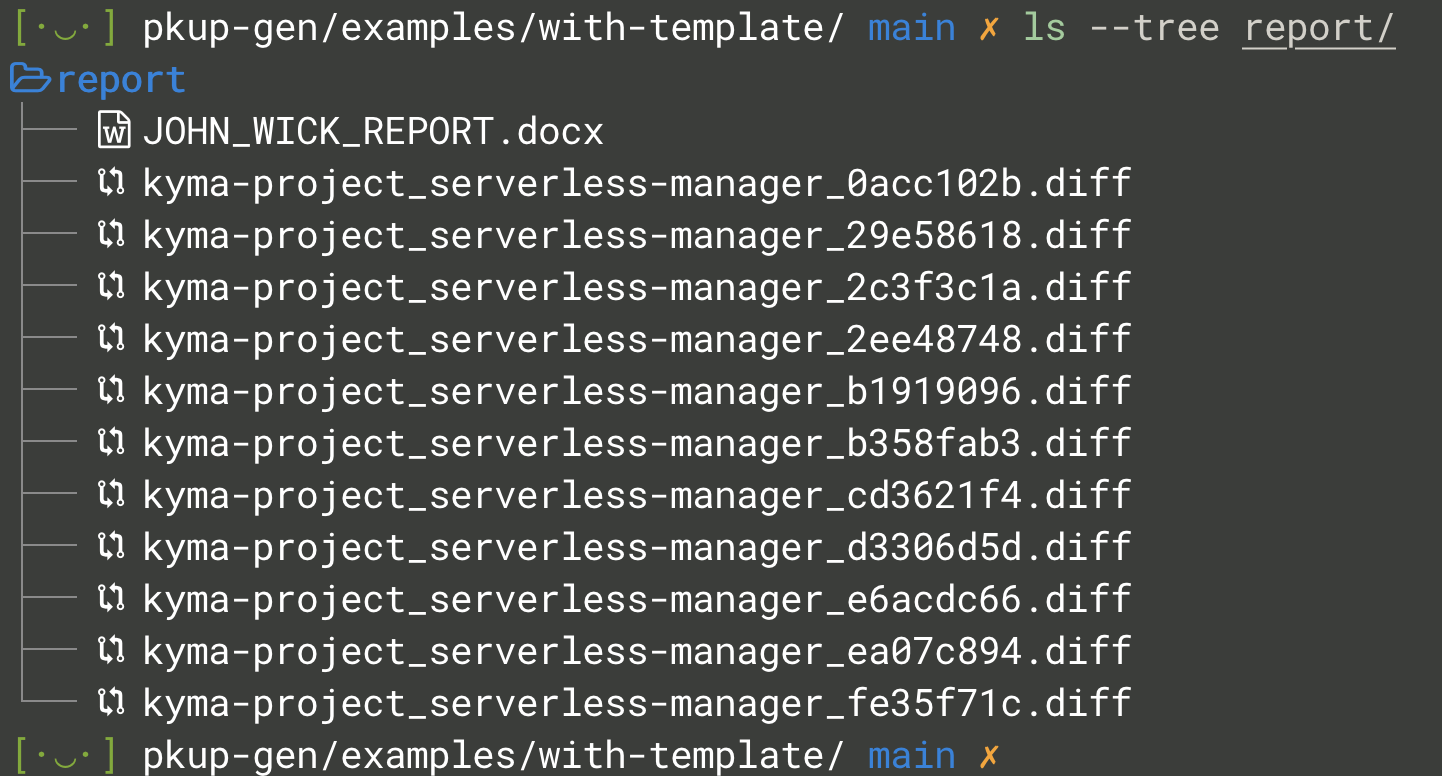 [·‿·] pkup-gen/examples/with-template/ main ✗ ls --tree report/
report
JOHN_WICK_REPORT.docx
kyma-project_serverless-manager_0acc102b.diff
kyma-project_serverless-manager_29e58618.diff
kyma-project_serverless-manager_2c3f3c1a.diff
kyma-project_serverless-manager_2ee48748.diff
kyma-project_serverless-manager_b1919096.diff
kyma-project_serverless-manager_b358fab3.diff
kyma-project_serverless-manager_cd3621f4.diff
kyma-project_serverless-manager_d3306d5d.diff
kyma-project_serverless-manager_e6acdc66.diff
kyma-project_serverless-manager_ea07c894.diff
kyma-project_serverless-manager_fe35f71c.diff
[·‿·] pkup-gen/examples/with-template/ main ✗